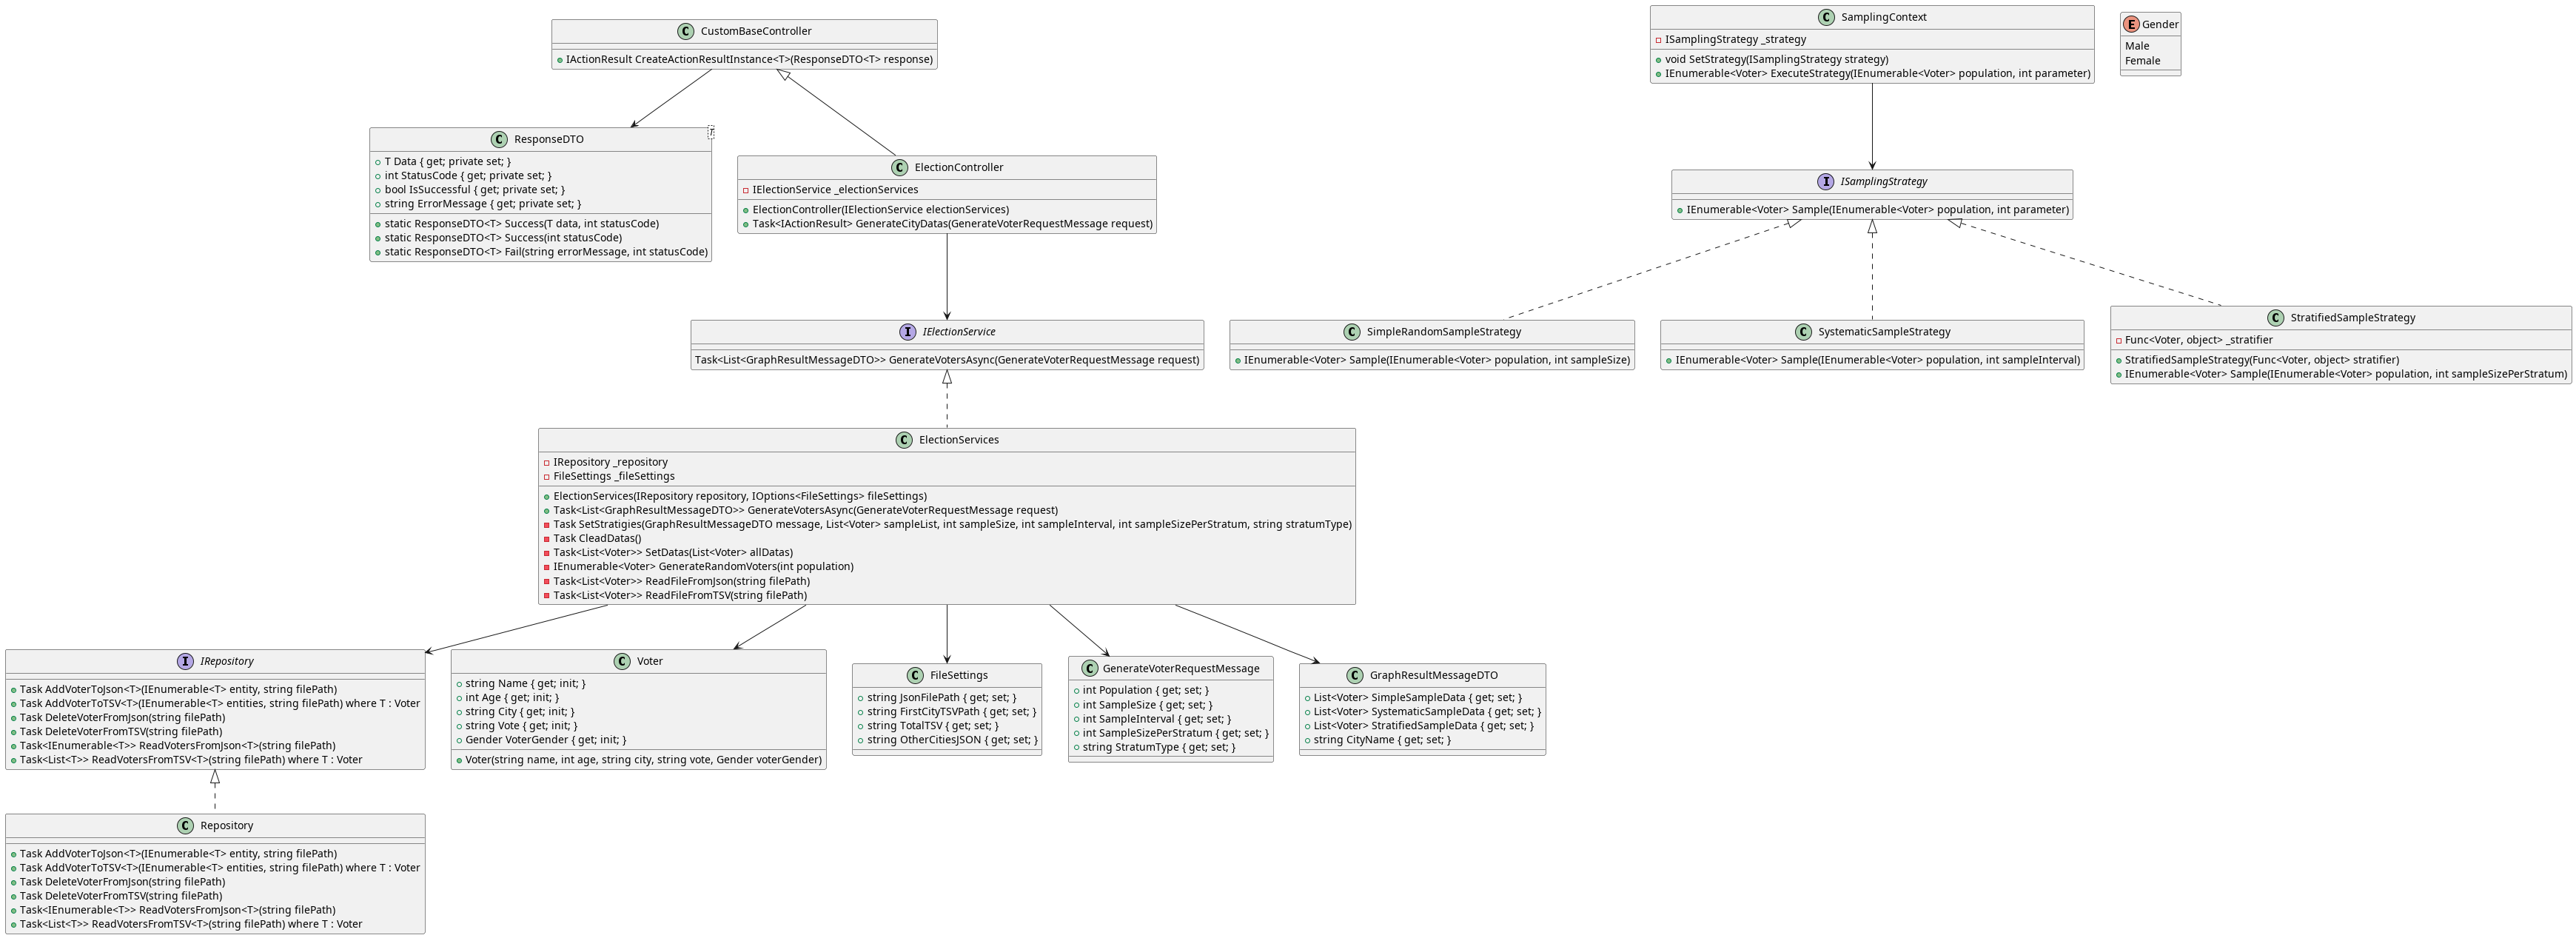 CustomBaseController
IActionResult CreateActionResultInstance<T>(ResponseDTO<T> response)
SamplingContext
ISamplingStrategy _strategy
void SetStrategy(ISamplingStrategy strategy)
IEnumerable<Voter> ExecuteStrategy(IEnumerable<Voter> population, int parameter)
Gender
Male
Female
ResponseDTO
T
T Data { get; private set; }
int StatusCode { get; private set; }
bool IsSuccessful { get; private set; }
string ErrorMessage { get; private set; }
static ResponseDTO<T> Success(T data, int statusCode)
static ResponseDTO<T> Success(int statusCode)
static ResponseDTO<T> Fail(string errorMessage, int statusCode)
ElectionController
IElectionService _electionServices
ElectionController(IElectionService electionServices)
Task<IActionResult> GenerateCityDatas(GenerateVoterRequestMessage request)
ISamplingStrategy
IEnumerable<Voter> Sample(IEnumerable<Voter> population, int parameter)
IElectionService
Task<List<GraphResultMessageDTO>> GenerateVotersAsync(GenerateVoterRequestMessage request)
SimpleRandomSampleStrategy
IEnumerable<Voter> Sample(IEnumerable<Voter> population, int sampleSize)
SystematicSampleStrategy
IEnumerable<Voter> Sample(IEnumerable<Voter> population, int sampleInterval)
StratifiedSampleStrategy
Func<Voter, object> _stratifier
StratifiedSampleStrategy(Func<Voter, object> stratifier)
IEnumerable<Voter> Sample(IEnumerable<Voter> population, int sampleSizePerStratum)
ElectionServices
IRepository _repository
FileSettings _fileSettings
ElectionServices(IRepository repository, IOptions<FileSettings> fileSettings)
Task<List<GraphResultMessageDTO>> GenerateVotersAsync(GenerateVoterRequestMessage request)
Task SetStratigies(GraphResultMessageDTO message, List<Voter> sampleList, int sampleSize, int sampleInterval, int sampleSizePerStratum, string stratumType)
Task CleadDatas()
Task<List<Voter>> SetDatas(List<Voter> allDatas)
IEnumerable<Voter> GenerateRandomVoters(int population)
Task<List<Voter>> ReadFileFromJson(string filePath)
Task<List<Voter>> ReadFileFromTSV(string filePath)
IRepository
Task AddVoterToJson<T>(IEnumerable<T> entity, string filePath)
Task AddVoterToTSV<T>(IEnumerable<T> entities, string filePath) where T : Voter
Task DeleteVoterFromJson(string filePath)
Task DeleteVoterFromTSV(string filePath)
Task<IEnumerable<T>> ReadVotersFromJson<T>(string filePath)
Task<List<T>> ReadVotersFromTSV<T>(string filePath) where T : Voter
Voter
string Name { get; init; }
int Age { get; init; }
string City { get; init; }
string Vote { get; init; }
Gender VoterGender { get; init; }
Voter(string name, int age, string city, string vote, Gender voterGender)
FileSettings
string JsonFilePath { get; set; }
string FirstCityTSVPath { get; set; }
string TotalTSV { get; set; }
string OtherCitiesJSON { get; set; }
GenerateVoterRequestMessage
int Population { get; set; }
int SampleSize { get; set; }
int SampleInterval { get; set; }
int SampleSizePerStratum { get; set; }
string StratumType { get; set; }
GraphResultMessageDTO
List<Voter> SimpleSampleData { get; set; }
List<Voter> SystematicSampleData { get; set; }
List<Voter> StratifiedSampleData { get; set; }
string CityName { get; set; }
Repository
Task AddVoterToJson<T>(IEnumerable<T> entity, string filePath)
Task AddVoterToTSV<T>(IEnumerable<T> entities, string filePath) where T : Voter
Task DeleteVoterFromJson(string filePath)
Task DeleteVoterFromTSV(string filePath)
Task<IEnumerable<T>> ReadVotersFromJson<T>(string filePath)
Task<List<T>> ReadVotersFromTSV<T>(string filePath) where T : Voter